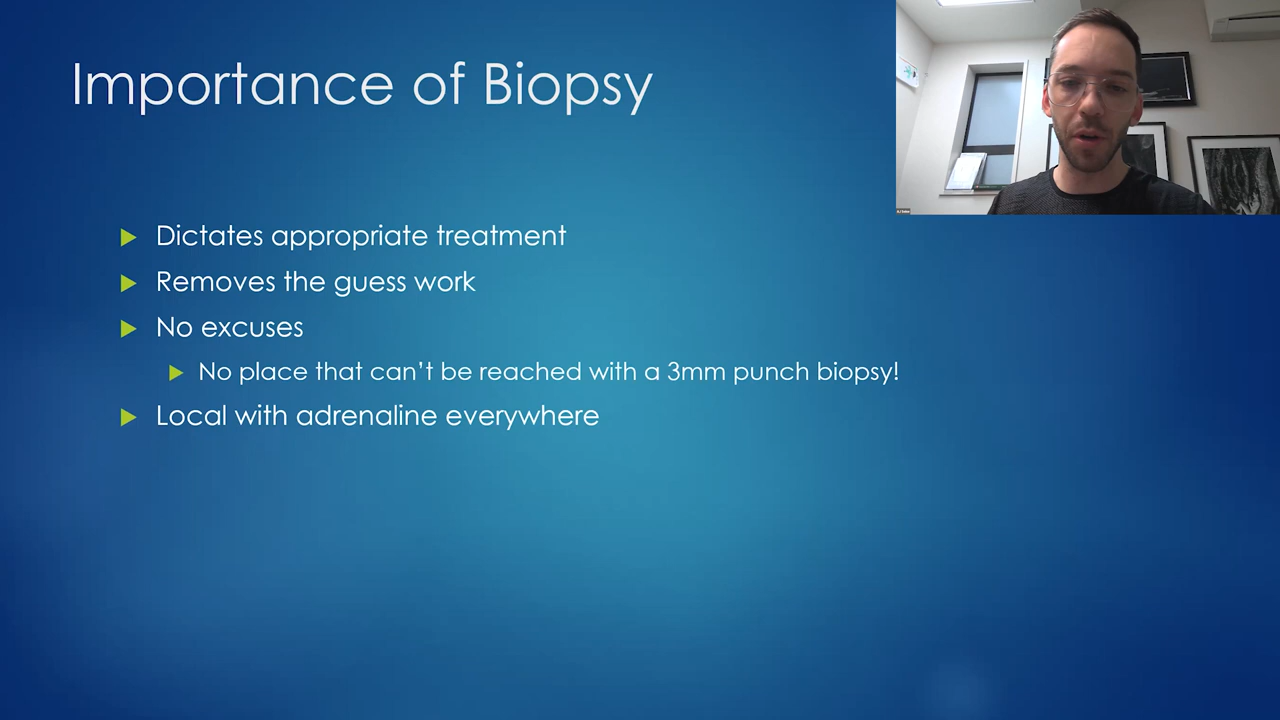 Importance of Biopsy
Dictates appropriate treatment
Removes the guess work
No excuses
No place that can't be reached with a 3mm punch biopsy!
Local with adrenaline everywhere